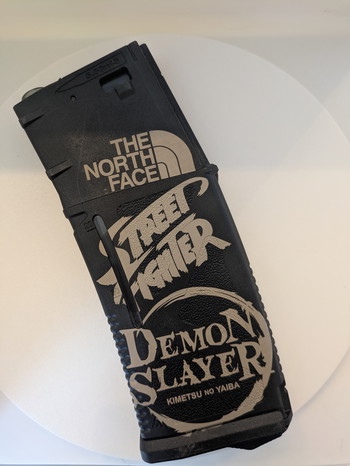 THE
NORTH
FACE
STREET
FIGHTER
DEMON
SLAYER
KIMETSU NO YAIBA